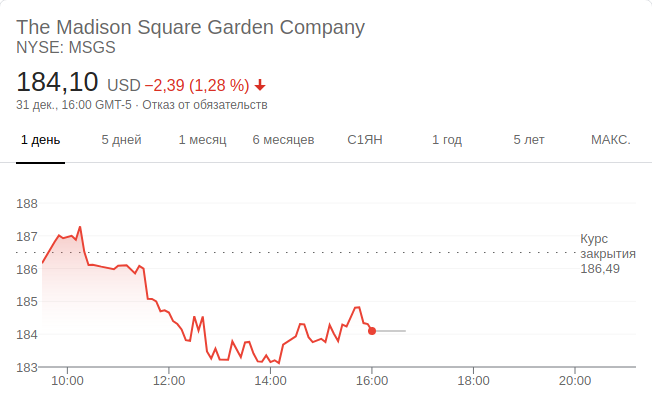 The Madison Square Garden Company
NYSE: MSGS
184,10 USD −2,39 (1,28 %)
31 дек., 16:00 GMT-5 · Отказ от обязательств
1 день 5 дней 1 месяц 6 месяцев С1ЯН 1 год 5 лет МАКС.
188
187
186
185
184
183
Курс
закрытия
186,49
10:00 12:00 14:00 16:00 18:00 20:00